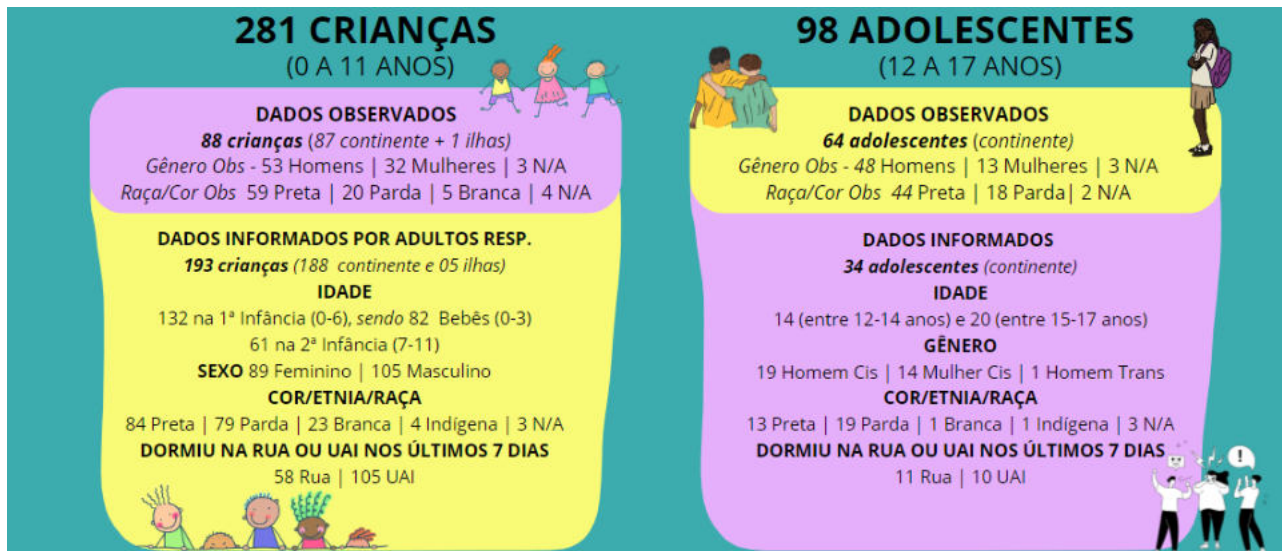 281 CRIANÇAS
(0 A 11 ANOS)
DADOS OBSERVADOS
88 crianças (87 continente + 1 ilhas)
Gênero Obs - 53 Homens | 32 Mulheres | 3 N/A
Raça/Cor Obs 59 Preta | 20 Parda | 5 Branca | 4 N/A
DADOS INFORMADOS POR ADULTOS RESP.
193 crianças (188 continente e 05 ilhas)
IDADE
132 na 1ª Infância (0-6), sendo 82 Bebês (0-3)
61 na 2ª Infância (7-11)
SEXO 89 Feminino | 105 Masculino
COR/ETNIA/RAÇA
84 Preta | 79 Parda | 23 Branca | 4 Indígena | 3 N/A
DORMIU NA RUA OU UAI NOS ÚLTIMOS 7 DIAS
58 Rua | 105 UAI
98 ADOLESCENTES
(12 A 17 ANOS)
DADOS OBSERVADOS
64 adolescentes (continente)
Gênero Obs - 48 Homens | 13 Mulheres | 3 N/A
Raça/Cor Obs 44 Preta | 18 Parda| 2 N/A
DADOS INFORMADOS
34 adolescentes (continente)
IDADE
14 (entre 12-14 anos) e 20 (entre 15-17 anos)
GÊNERO
19 Homem Cis | 14 Mulher Cis | 1 Homem Trans
COR/ETNIA/RAÇA
13 Preta | 19 Parda | 1 Branca | 1 Indígena | 3 N/A
DORMIU NA RUA OU UAI NOS ÚLTIMOS 7 DIAS
11 Rua | 10 UAI
!